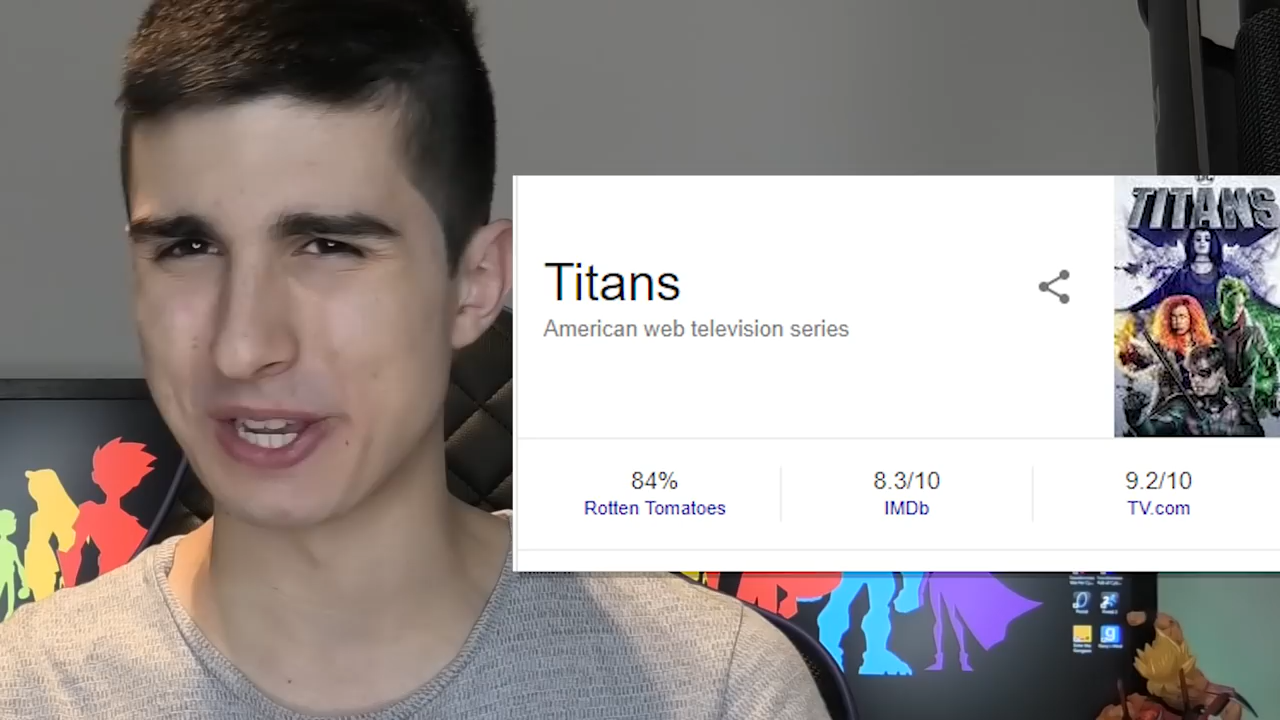 Titans
American web television series
84%
Rotten Tomatoes
8.3/10
IMDb
9.2/10
TV.com
TITANS